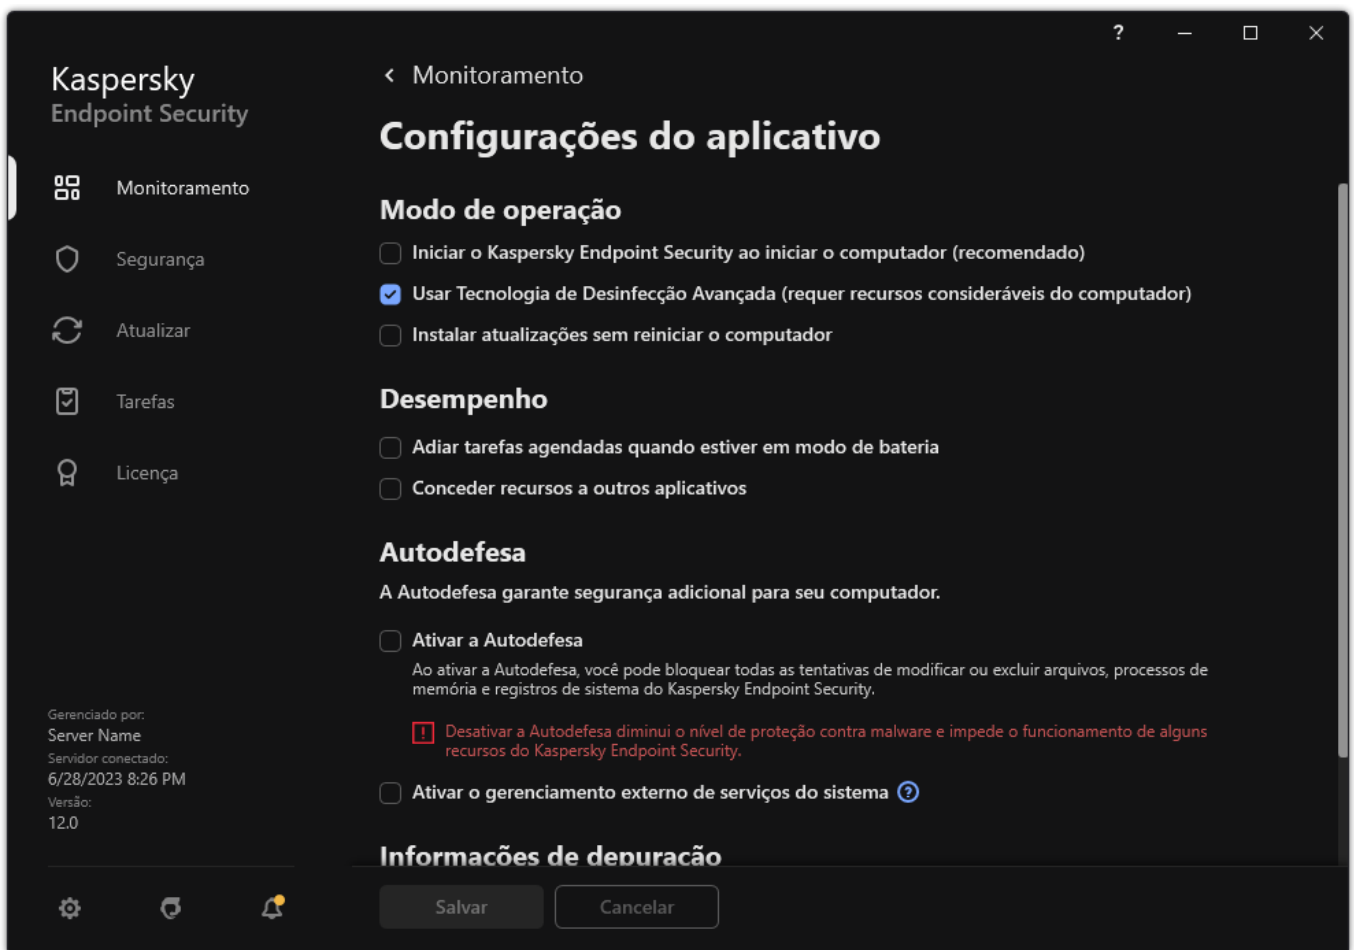 Kaspersky
Endpoint Security
Monitoramento
Segurança
Atualizar
Tarefas
Licença
Gerenciado por:
Server Name
Servidor conectado:
6/28/2023 8:26 PM
Versão:
12.0
?
Monitoramento
Configurações do aplicativo
Modo de operação
Iniciar o Kaspersky Endpoint Security ao iniciar o computador (recomendado)
Usar Tecnologia de Desinfecção Avançada (requer recursos consideráveis do computador)
Instalar atualizações sem reiniciar o computador
Desempenho
Adiar tarefas agendadas quando estiver em modo de bateria
Conceder recursos a outros aplicativos
Autodefesa
A Autodefesa garante segurança adicional para seu computador.
Ativar a Autodefesa
Ao ativar a Autodefesa, você pode bloquear todas as tentativas de modificar ou excluir arquivos, processos de
memória e registros de sistema do Kaspersky Endpoint Security.
Desativar a Autodefesa diminui o nível de proteção contra malware e impede o funcionamento de alguns
recursos do Kaspersky Endpoint Security.
Ativar o gerenciamento externo de serviços do sistema ?
Informações de depuração
Salvar
Cancelar